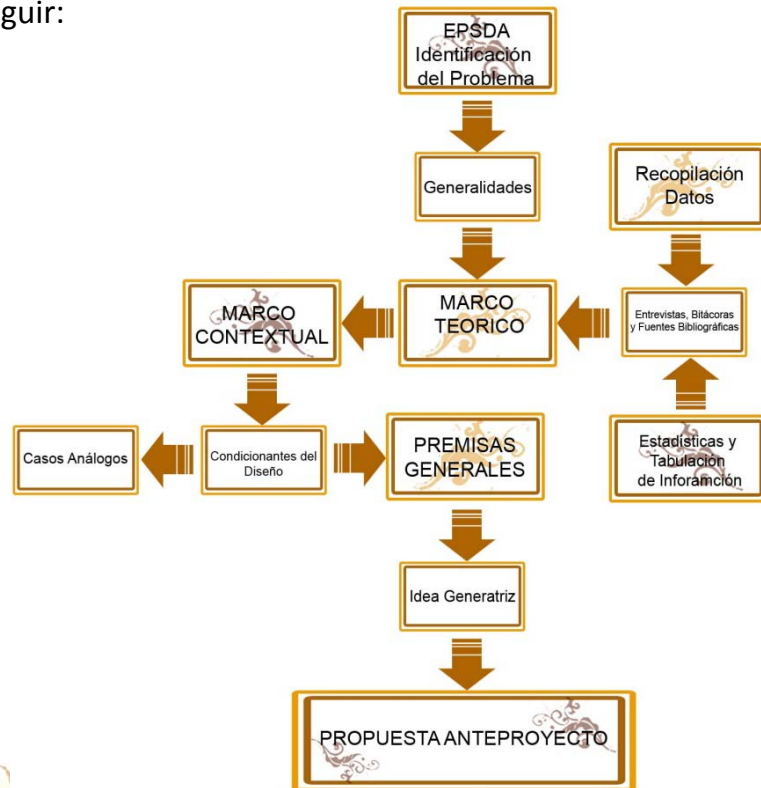 guir:
EPSDA
Identificación
del Problema
Generalidades
Recopilación
Datos
MARCO
CONTEXTUAL
MARCO
TEORICO
Entrevistas, Bitácoras
y Fuentes Bibliográficas
Casos Análogos
Condicionantes del
Diseño
PREMISAS
GENERALES
Estadísticas y
Tabulación
de Inforamción
Idea Generatriz
PROPUESTA ANTEPROYECTO